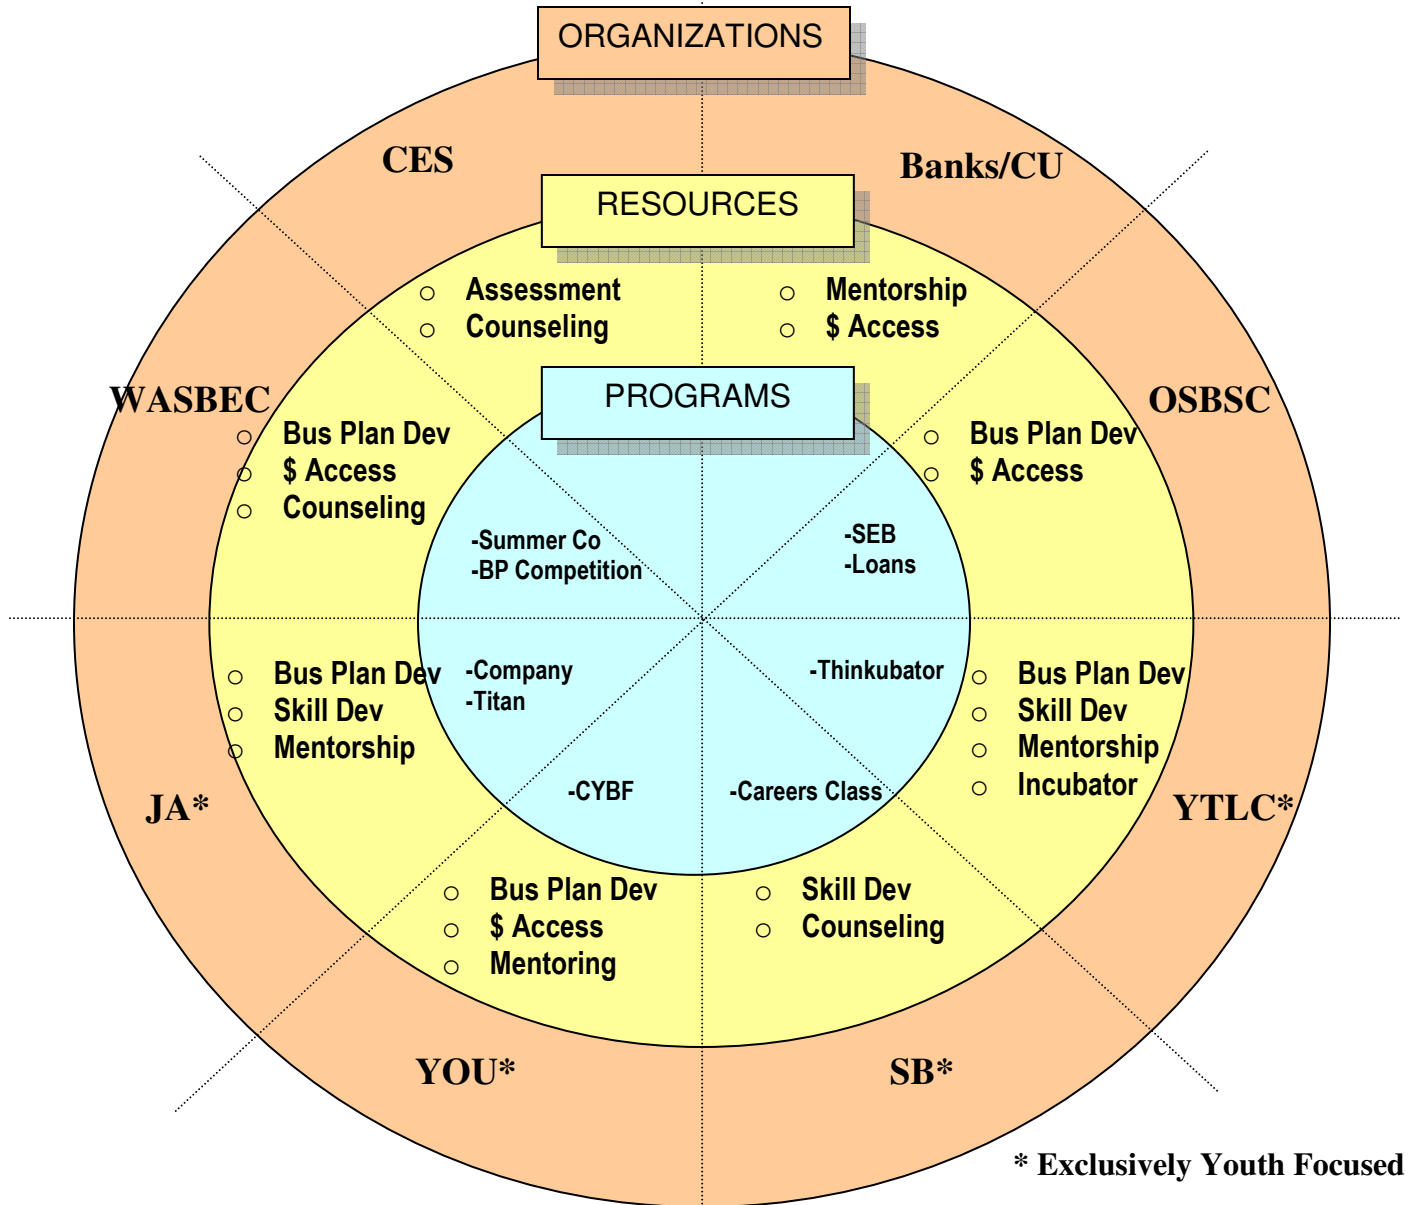 ORGANIZATIONS
CES
Banks/CU
RESOURCES
o Assessment
o Counseling
o Mentorship
o $ Access
PROGRAMS
WASBEC
o Bus Plan Dev
o $ Access
o Counseling
OSBSC
o Bus Plan Dev
o $ Access
-Summer Co
-BP Competition
-SEB
-Loans
o Bus Plan Dev
o Skill Dev
o Mentorship
-Company
-Titan
-Thinkubator
o Bus Plan Dev
o Skill Dev
o Mentorship
o Incubator
JA*
-CYBF
-Careers Class
YTLC*
o Bus Plan Dev
o $ Access
o Mentoring
o Skill Dev
o Counseling
YOU*
SB*
* Exclusively Youth Focused